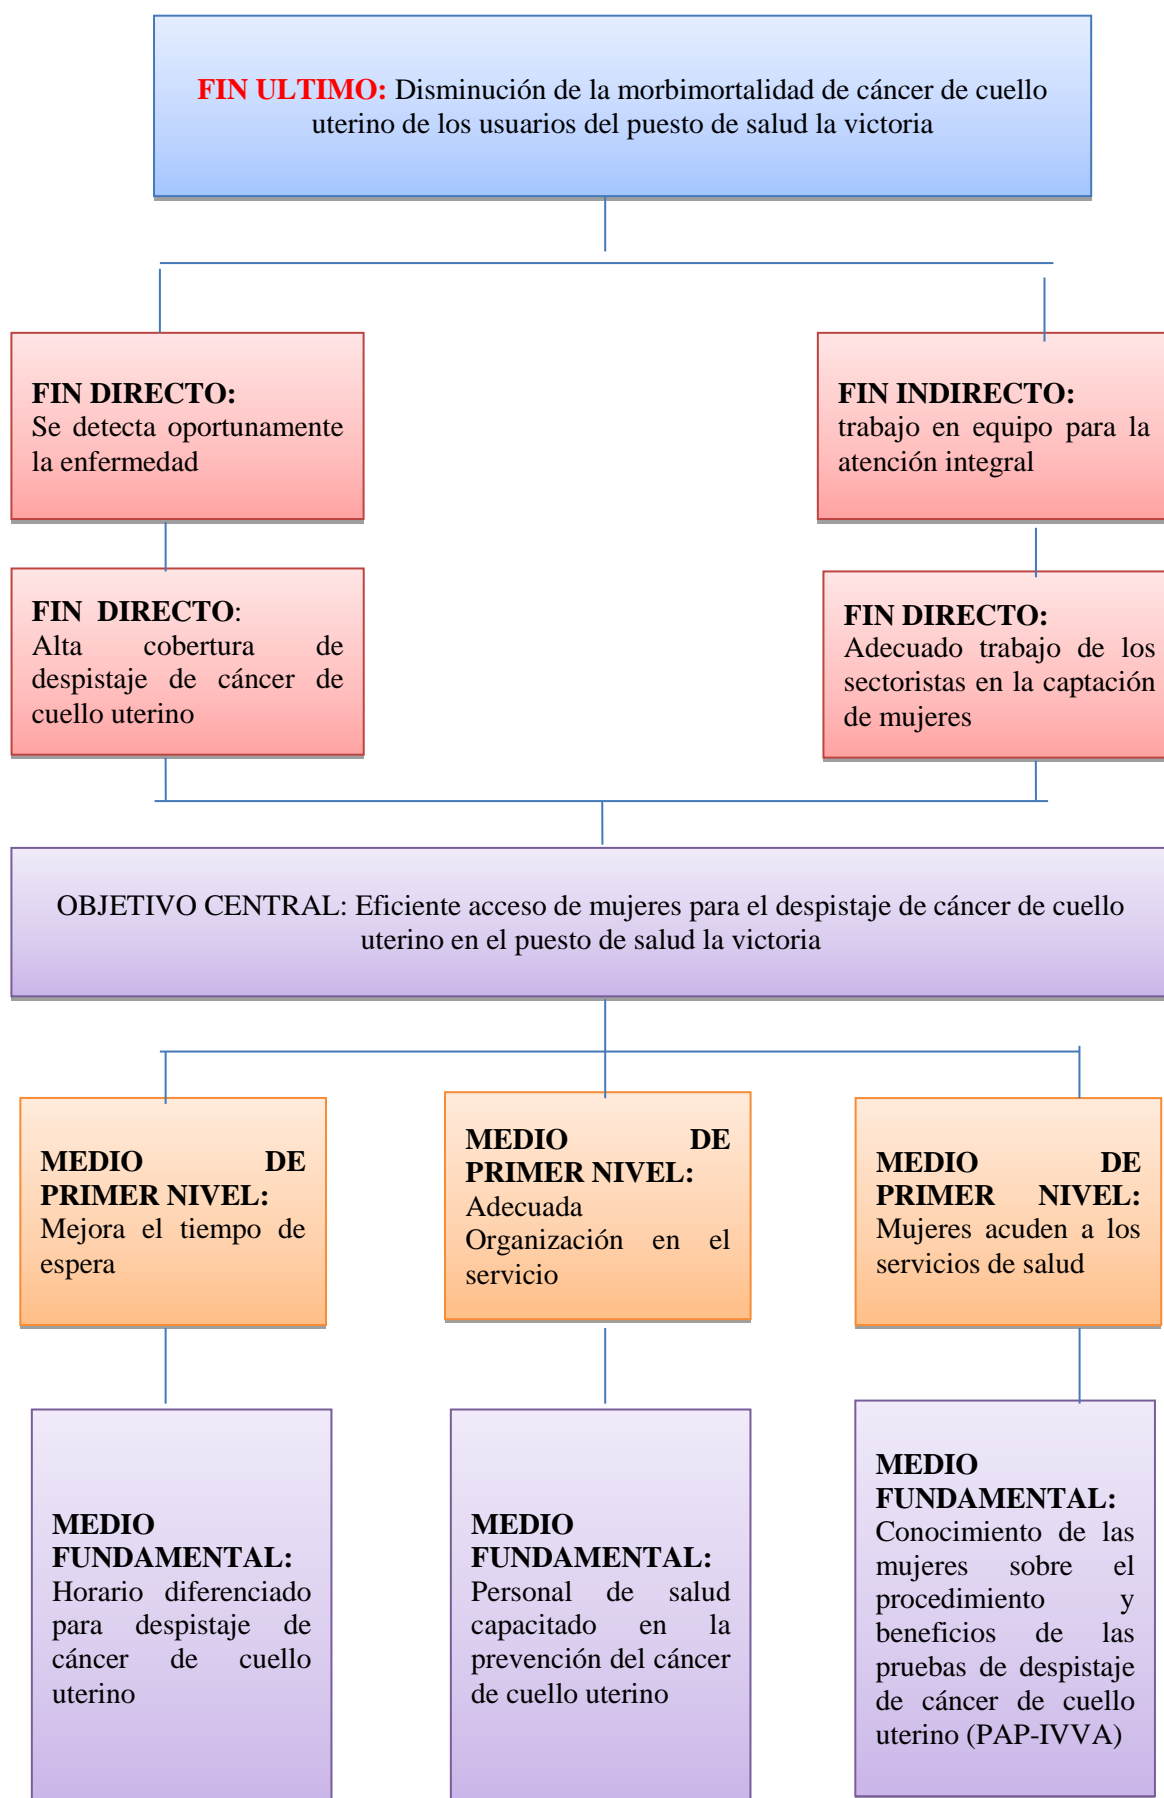 FIN ULTIMO: Disminución de la morbimortalidad de cáncer de cuello
uterino de los usuarios del puesto de salud la victoria
FIN DIRECTO:
Se detecta oportunamente
la enfermedad
FIN INDIRECTO:
trabajo en equipo para la
atención integral
FIN DIRECTO:
Alta cobertura de
despistaje de cáncer de
cuello uterino
FIN DIRECTO:
Adecuado trabajo de los
sectoristas en la captación
de mujeres
OBJETIVO CENTRAL: Eficiente acceso de mujeres para el despistaje de cáncer de cuello
uterino en el puesto de salud la victoria
MEDIO DE
PRIMER NIVEL:
Mejora el tiempo de
espera
MEDIO DE
PRIMER NIVEL:
Adecuada
Organización en el
servicio
MEDIO DE
PRIMER NIVEL:
Mujeres acuden a los
servicios de salud
MEDIO
FUNDAMENTAL:
Horario diferenciado
para despistaje de
cáncer de cuello
uterino
MEDIO
FUNDAMENTAL:
Personal de salud
capacitado en la
prevención del cáncer
de cuello uterino
MEDIO
FUNDAMENTAL:
Conocimiento de las
mujeres sobre el
procedimiento y
beneficios de las
pruebas de despistaje
de cáncer de cuello
uterino (PAP-IVVA)